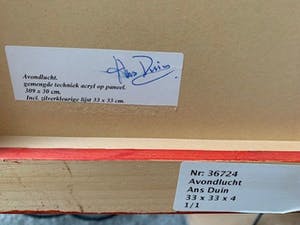 Ans Duin
Avondlucht.
gemengde techniek acryl op paneel.
30 x 30 cm.
Incl. zilverkleurige lijst 33 x 33 cm.
Nr: 36724
Avondlucht
Ans Duin
33 x 33 x 4
1/1